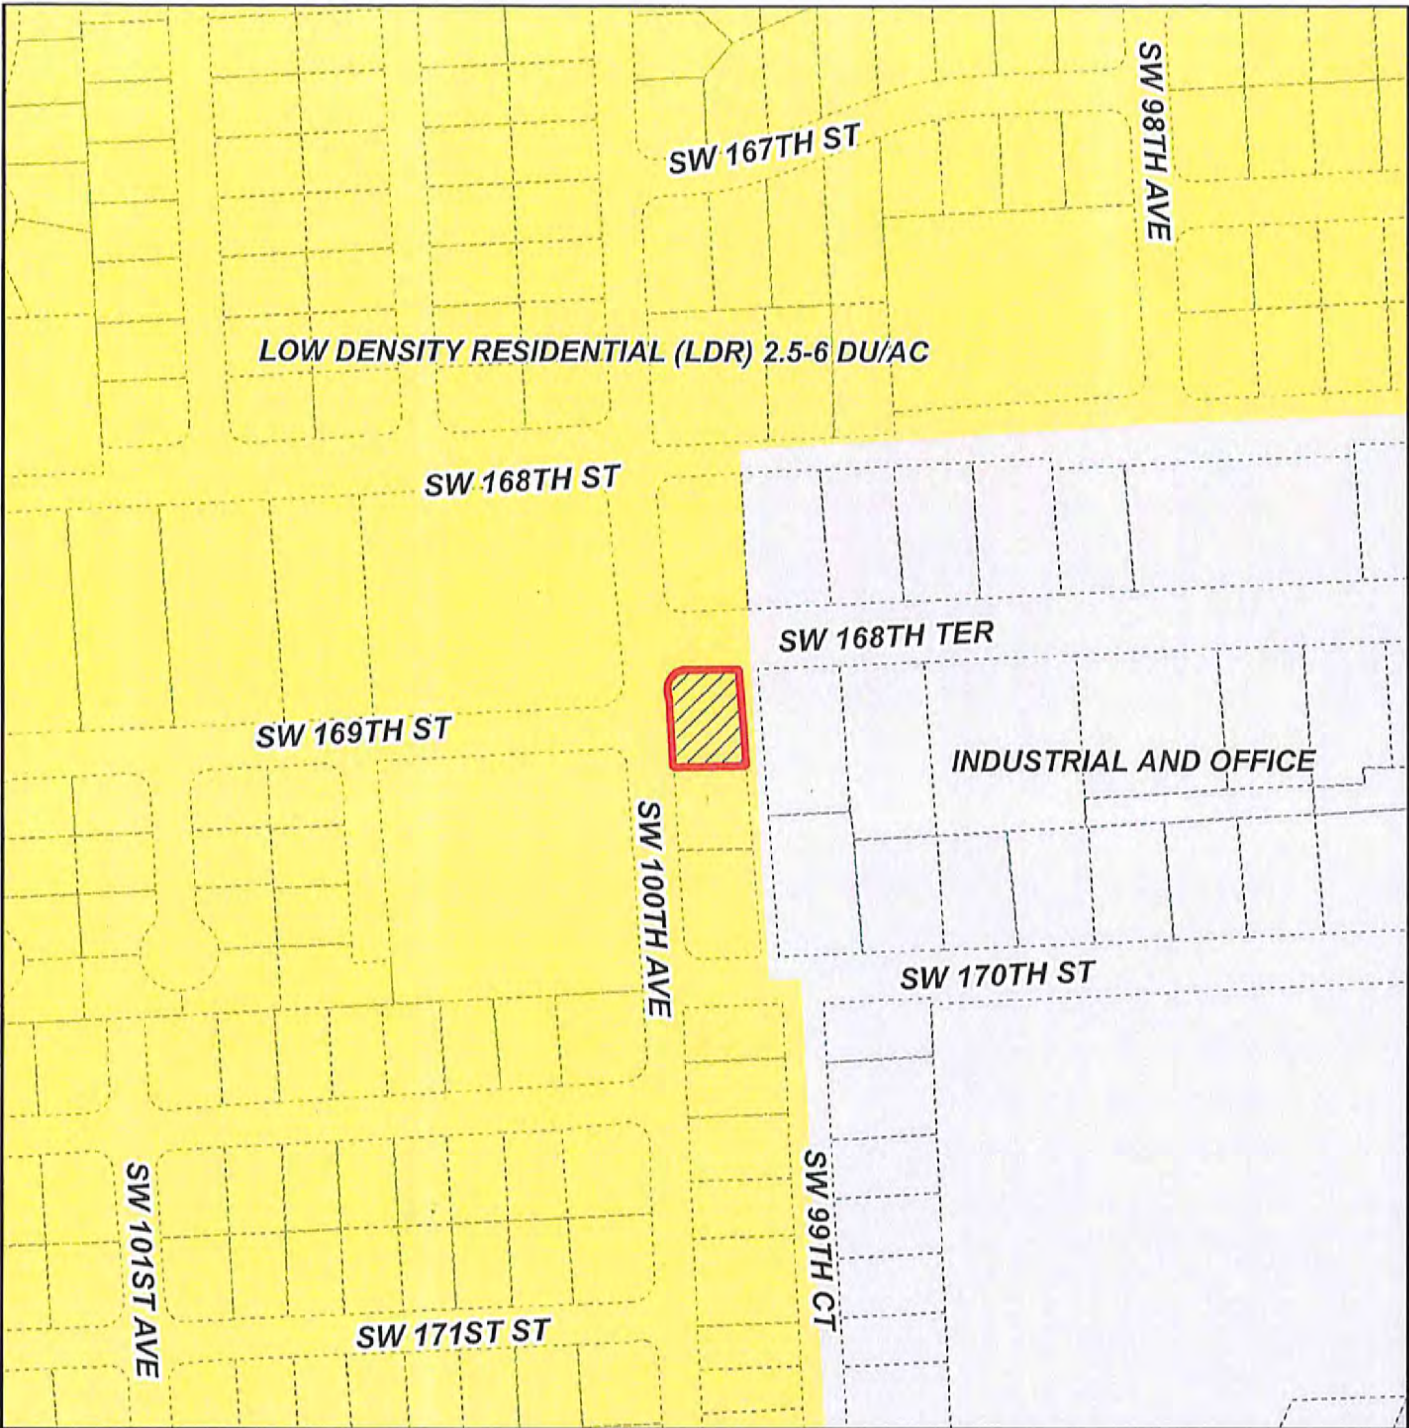 SW 98TH AVE
SW 167TH ST
LOW DENSITY RESIDENTIAL (LDR) 2.5-6 DU/AC
SW 168TH ST
SW 168TH TER
SW 169TH ST
INDUSTRIAL AND OFFICE
SW 100TH AVE
SW 170TH ST
SW 101ST AVE
SW 99TH CT
SW 171ST ST